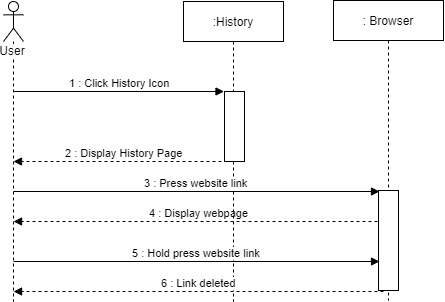 :History
: Browser
User
1 : Click History Icon
2 : Display History Page
3 : Press website link
4 : Display webpage
5 : Hold press website link
6 : Link deleted